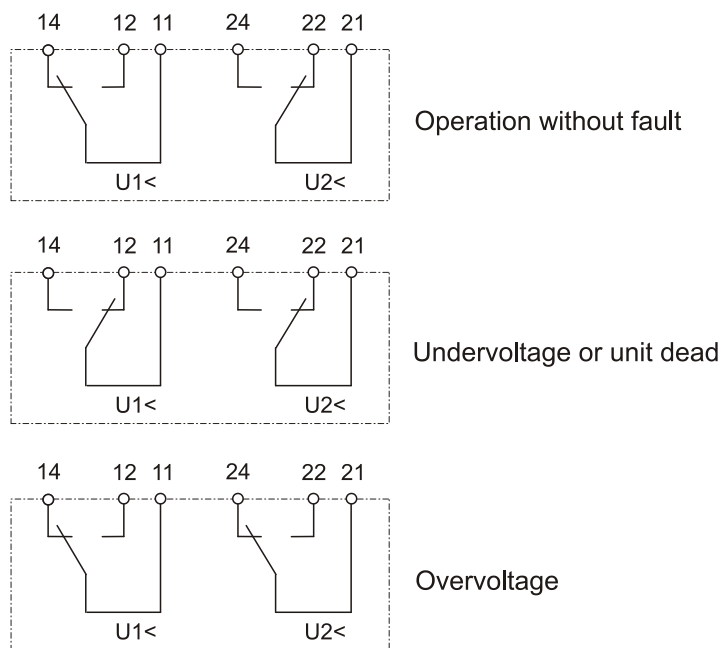 14 12 11 24 22 21
Operation without fault
U1< U2<
14 12 11 24 22 21
Undervoltage or unit dead
U1< U2<
14 12 11 24 22 21
Overvoltage
U1< U2<